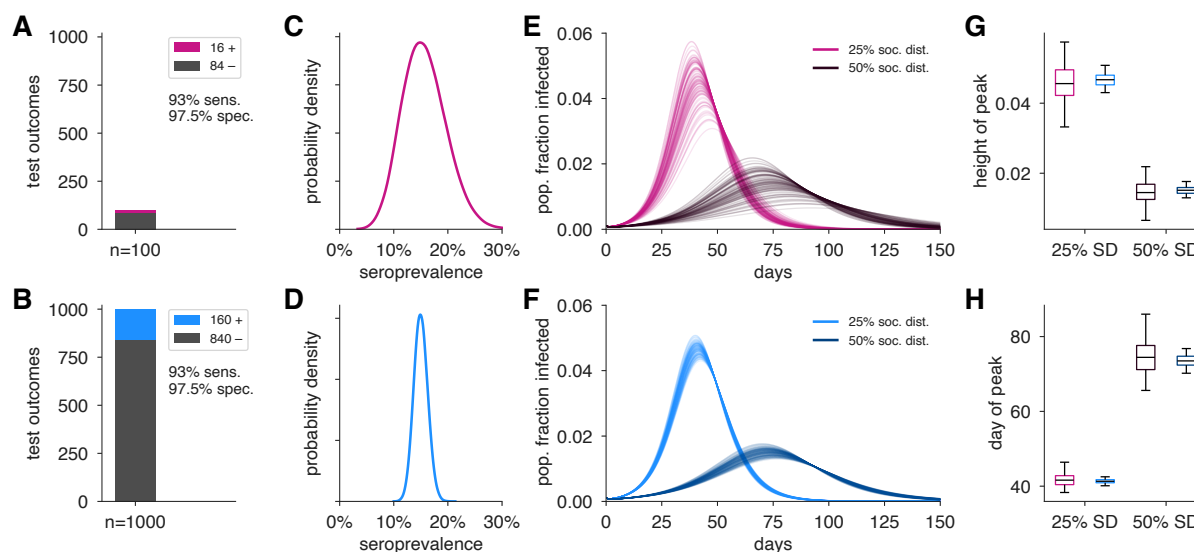 A
1000
750
500
250
0
test outcomes
n=100
16 +
84 –
93% sens.
97.5% spec.
C
probability density
0% 10% 20% 30%
seroprevalence
E
0.06
0.04
0.02
0.00
pop. fraction infected
25% soc. dist.
50% soc. dist.
0 25 50 75 100 125 150
days
G
0.04
0.02
height of peak
25% SD 50% SD
B
1000
750
500
250
0
test outcomes
n=1000
160 +
840 –
93% sens.
97.5% spec.
D
probability density
0% 10% 20% 30%
seroprevalence
F
0.06
0.04
0.02
0.00
pop. fraction infected
25% soc. dist.
50% soc. dist.
0 25 50 75 100 125 150
days
H
80
60
40
day of peak
25% SD 50% SD